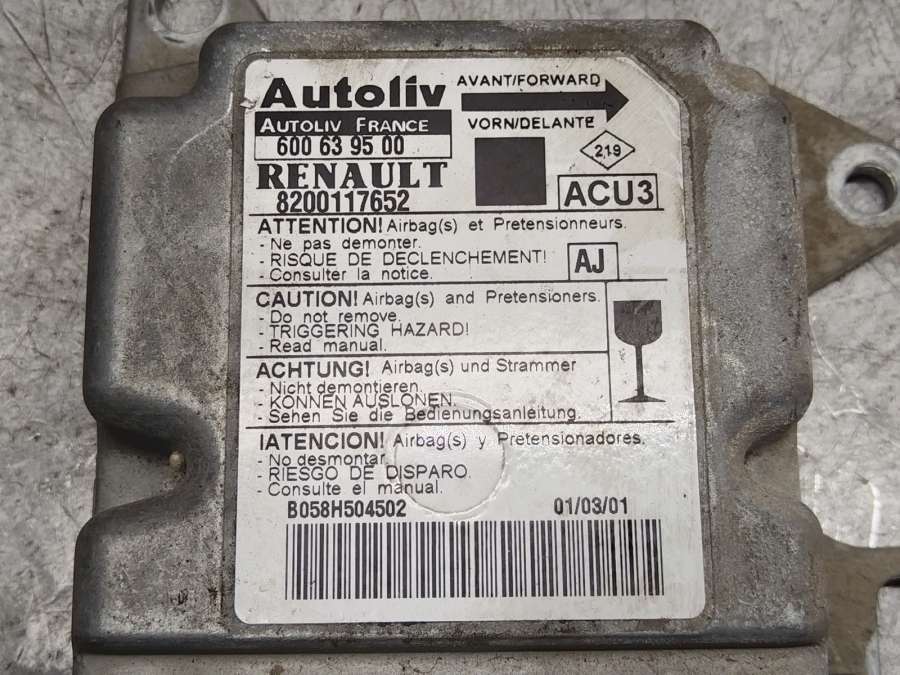 Autoliv
AVANT/FORWARD
AUTOLIV FRANCE
VORN/DELANTE
600 63 95 00
219
RENAULT
ACU3
8200117652
ATTENTION! Airbag(s) et Pretensionneurs.
- Ne pas demonter.
- RISQUE DE DECLENCHEMENT!
- Consulter la notice.
AJ
CAUTION! Airbag(s) and Pretensioners.
- Do not remove.
- TRIGGERING HAZARD!
- Read manual.
ACHTUNG! Airbag(s) und Strammer
- Nicht demontieren.
- KONNEN AUSLONEN.
- Sehen Sie die Bedienungsanleitung.
!ATENCION! Airbag(s) y Pretensionadores.
- No desmontar.
- RIESGO DE DISPARO.
- Consulte el manual.
B058H504502 01/03/01